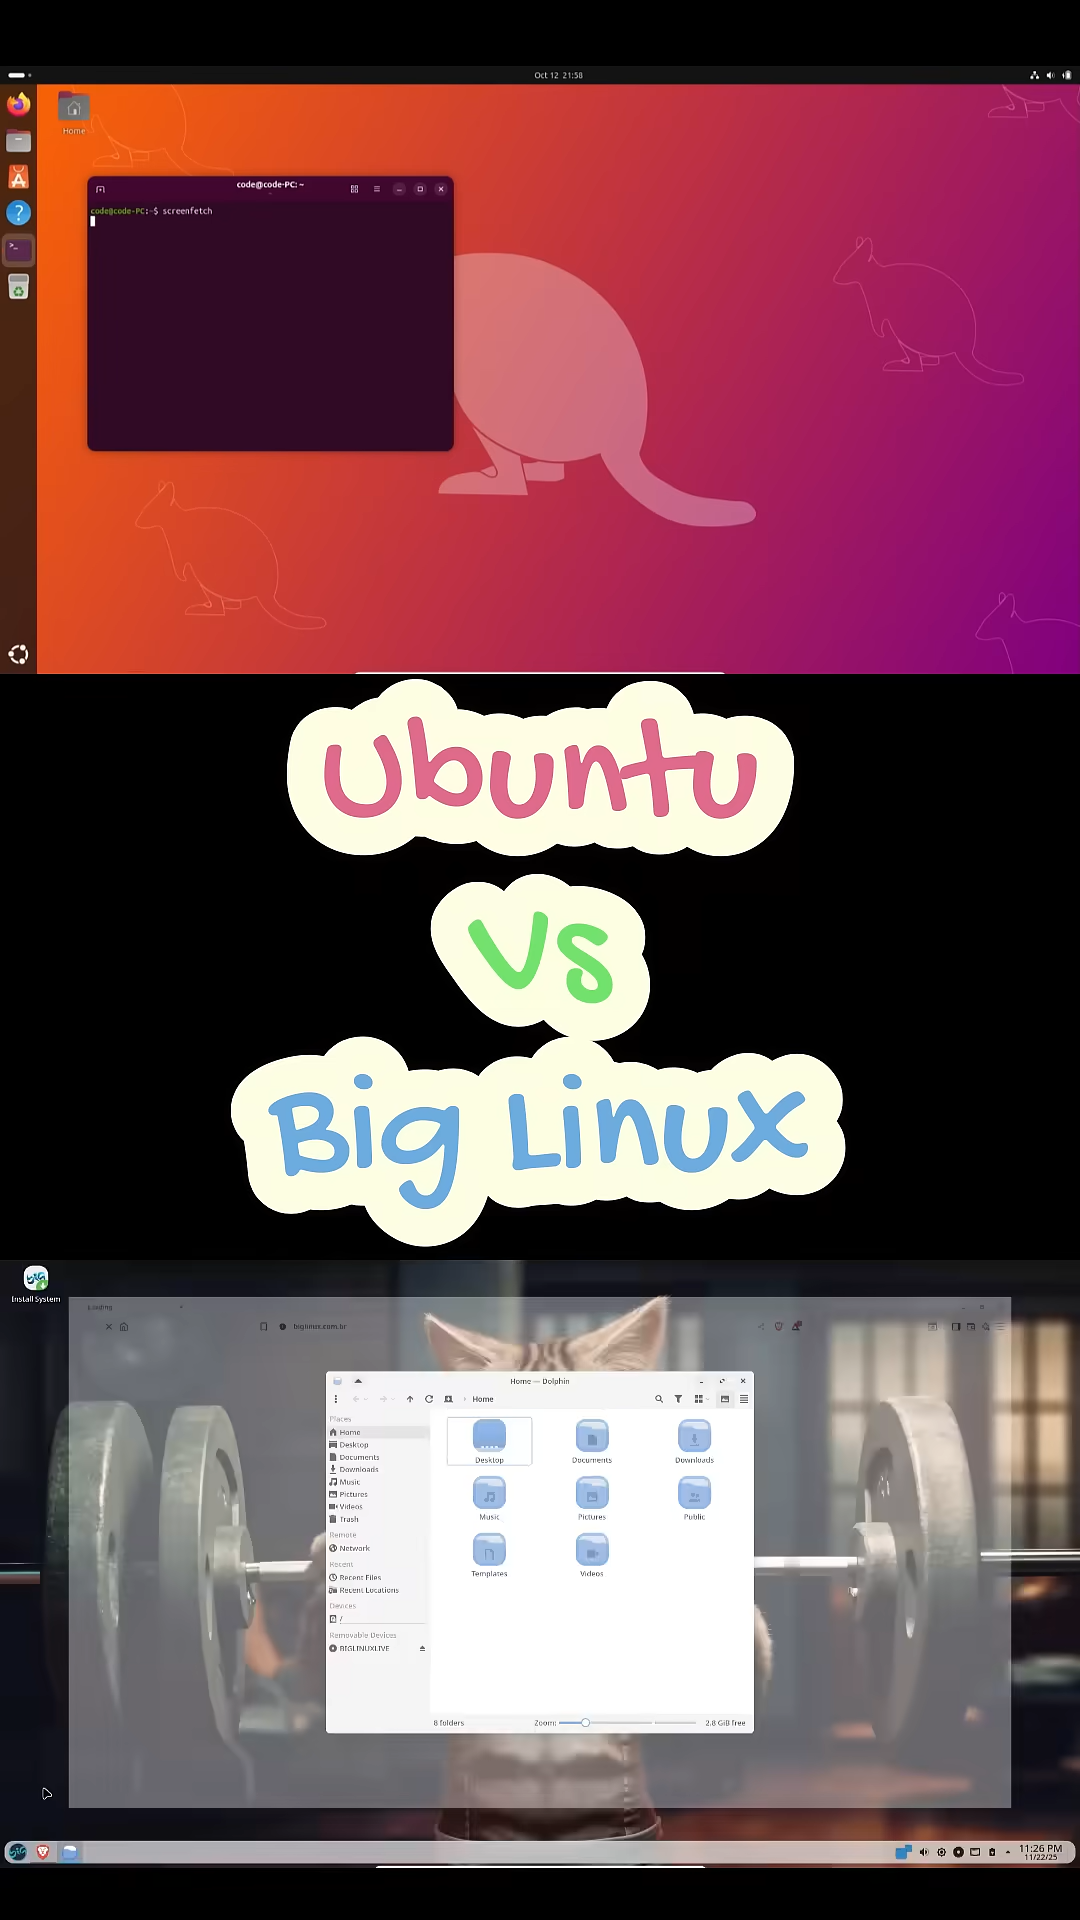 Oct 12 21:58
Home
code@code-PC: ~
code@code-PC:~$ screenfetch
Ubuntu
Vs
Big Linux
Install System
Loading
biglinux.com.br
Home — Dolphin
Home
Places
Home
Desktop
Documents
Downloads
Music
Pictures
Videos
Trash
Remote
Network
Recent
Recent Files
Recent Locations
Devices
/
Removable Devices
BIGLINUXLIVE
Desktop
Documents
Downloads
Music
Pictures
Public
Templates
Videos
8 folders
Zoom:
2.8 GiB free
11:26 PM
11/22/25